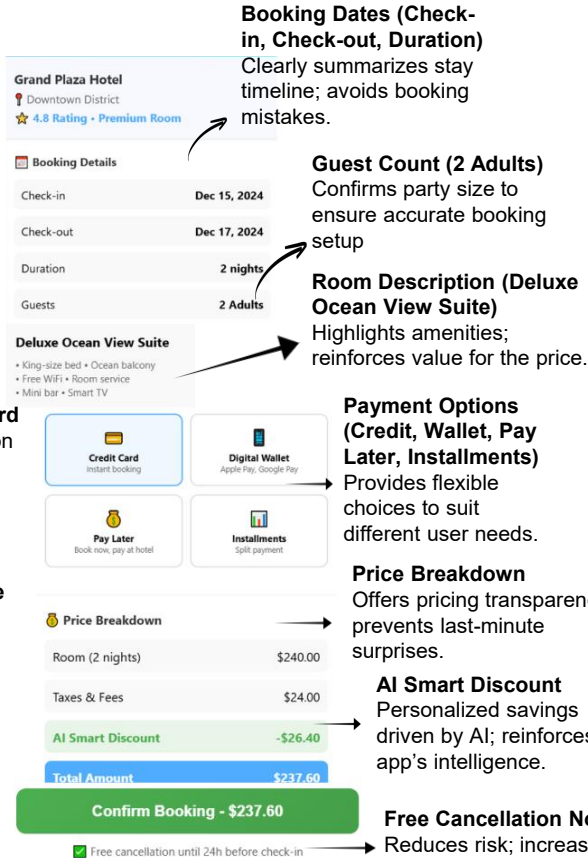 Booking Dates (Check-
in, Check-out, Duration)
Clearly summarizes stay
timeline; avoids booking
mistakes.
Grand Plaza Hotel
Downtown District
4.8 Rating • Premium Room
Booking Details
Check-in Dec 15, 2024
Check-out Dec 17, 2024
Duration 2 nights
Guests 2 Adults
Guest Count (2 Adults)
Confirms party size to
ensure accurate booking
setup
Deluxe Ocean View Suite
• King-size bed • Ocean balcony
• Free WiFi • Room service
• Mini bar • Smart TV
Room Description (Deluxe
Ocean View Suite)
Highlights amenities;
reinforces value for the price.
Credit Card
Instant booking
Digital Wallet
Apple Pay, Google Pay
Pay Later
Book now, pay at hotel
Installments
Split payment
Payment Options
(Credit, Wallet, Pay
Later, Installments)
Provides flexible
choices to suit
different user needs.
Price Breakdown
Room (2 nights) $240.00
Taxes & Fees $24.00
AI Smart Discount -$26.40
Total Amount $237.60
Price Breakdown
Offers pricing
prevents last-minute
surprises.
AI Smart Discount
Personalized savings
driven by AI;
app's intelligence.
Confirm Booking - $237.60
Free cancellation until 24h before check-in
Free Cancellation
Reduces risk;